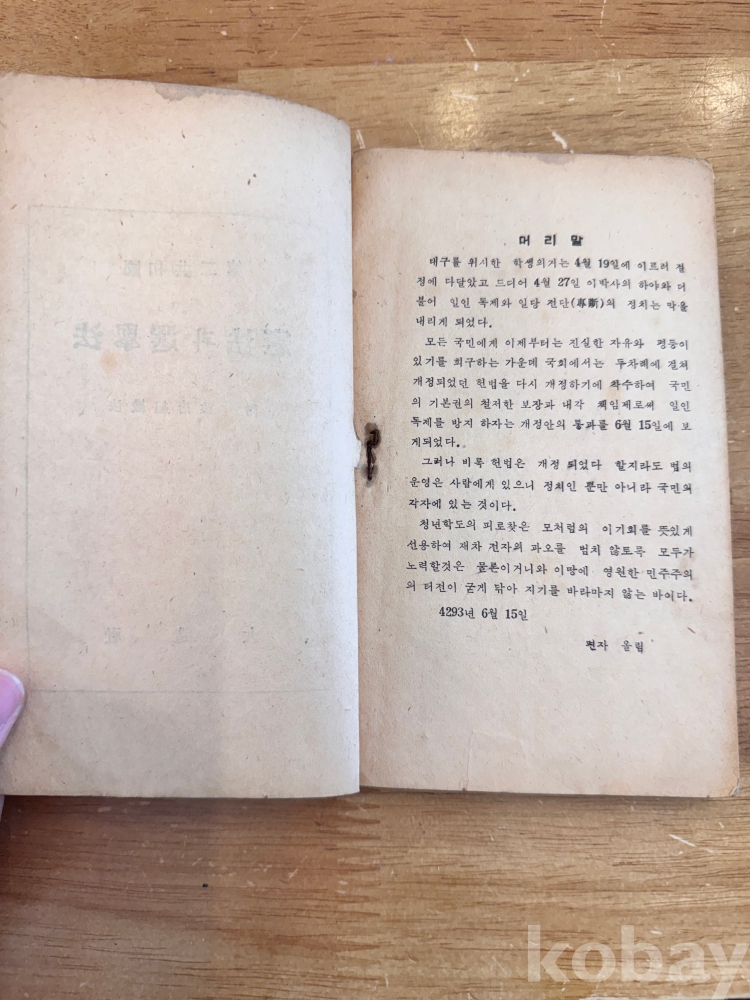 머 리 말
태구를 위시한 학생의거는 4월 19일에 이르러 절
정에 다달았고 드디어 4월 27일 이박사의 하야와 더
불어 일인 독제와 일당 전단(專斷)의 정치는 막을
내리게 되었다.
모든 국민에게 이제부터는 진실한 자유와 평등이
있기를 희구하는 가운데 국회에서는 두차례에 걸쳐
개정되었던 헌법을 다시 개정하기에 착수하여 국민
의 기본권의 철저한 보장과 내각 책임제로써 일인
독제를 방지 하자는 개정안의 통과를 6월 15일에 보
게되었다.
그러나 비록 헌법은 개정 되었다 할지라도 법의
운영은 사람에게 있으니 정치인 뿐만 아니라 국민의
각자에 있는 것이다.
청년학도의 피로찾은 모처럼의 이기회를 뜻있게
선용하여 재차 전자의 과오를 범치 않토록 모두가
노력할것은 물론이거니와 이땅에 영원한 민주주의
의 터전이 굳게 닦아 지기를 바라마지 않는 바이다.
4293년 6월 15일
편자 울림
kobay